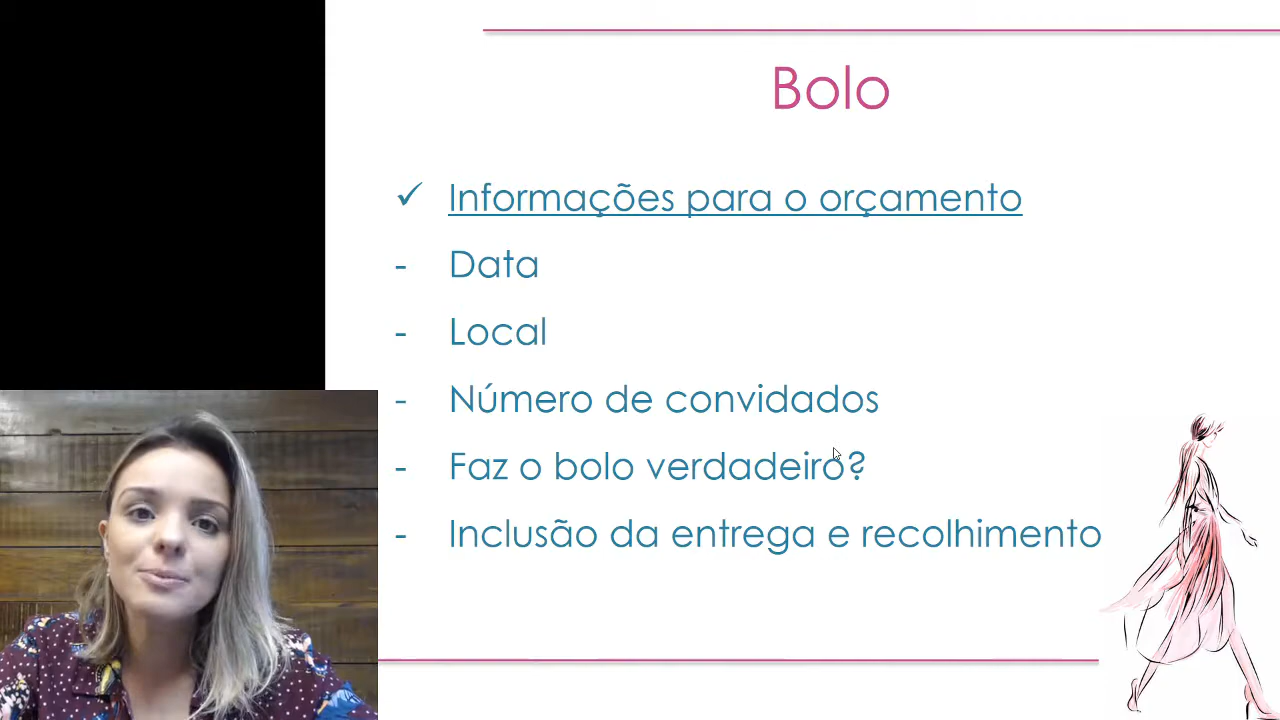 Bolo
✓ Informações para o orçamento
- Data
- Local
- Número de convidados
- Faz o bolo verdadeiro?
- Inclusão da entrega e recolhimento